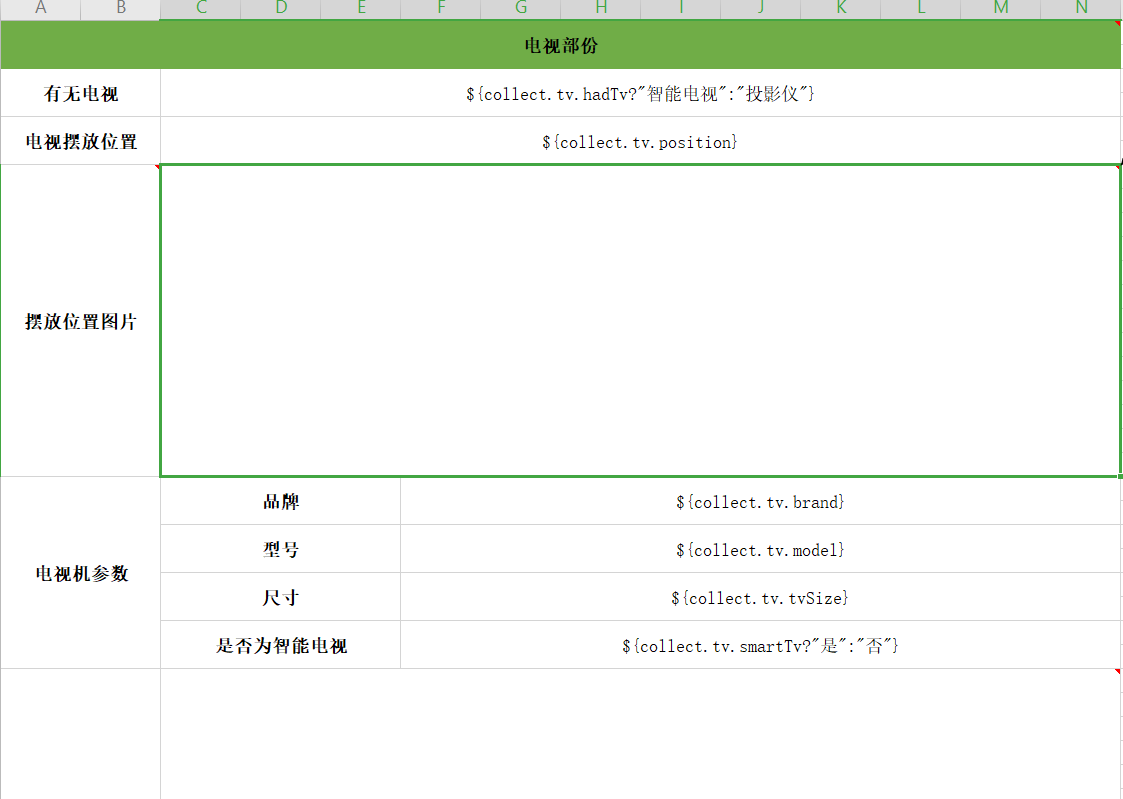 A B C D E F G H I J K L M N
电视部份
有无电视 ${collect.tv.hadTv?"智能电视":"投影仪"}
电视摆放位置 ${collect.tv.position}
摆放位置图片
电视机参数
品牌 ${collect.tv.brand}
型号 ${collect.tv.model}
尺寸 ${collect.tv.tvSize}
是否为智能电视 ${collect.tv.smartTv?"是":"否"}